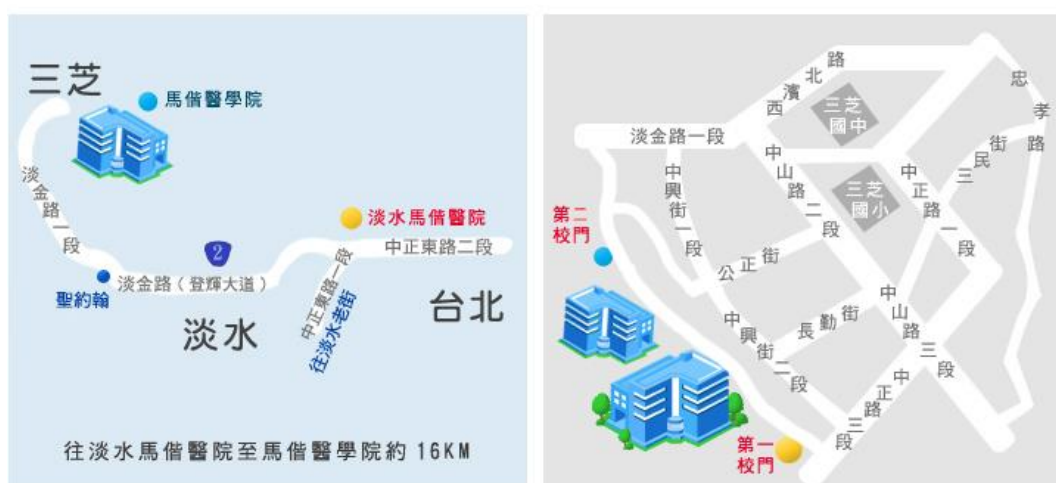 三芝
馬偕醫學院
淡金路一段
淡水馬偕醫院
2
中正東路二段
聖約翰
淡金路（登輝大道）
中正東路一段
往淡水老街
淡水
台北
往淡水馬偕醫院至馬偕醫學院約 16KM
西濱北路
忠孝路
三芝
國中
淡金路一段
中山路二段
中興街一段
三芝
國小
中正路一段
三民街
第二
校門
公正街
中興街二段
長勤街
中山路三段
中正路三段
第一
校門